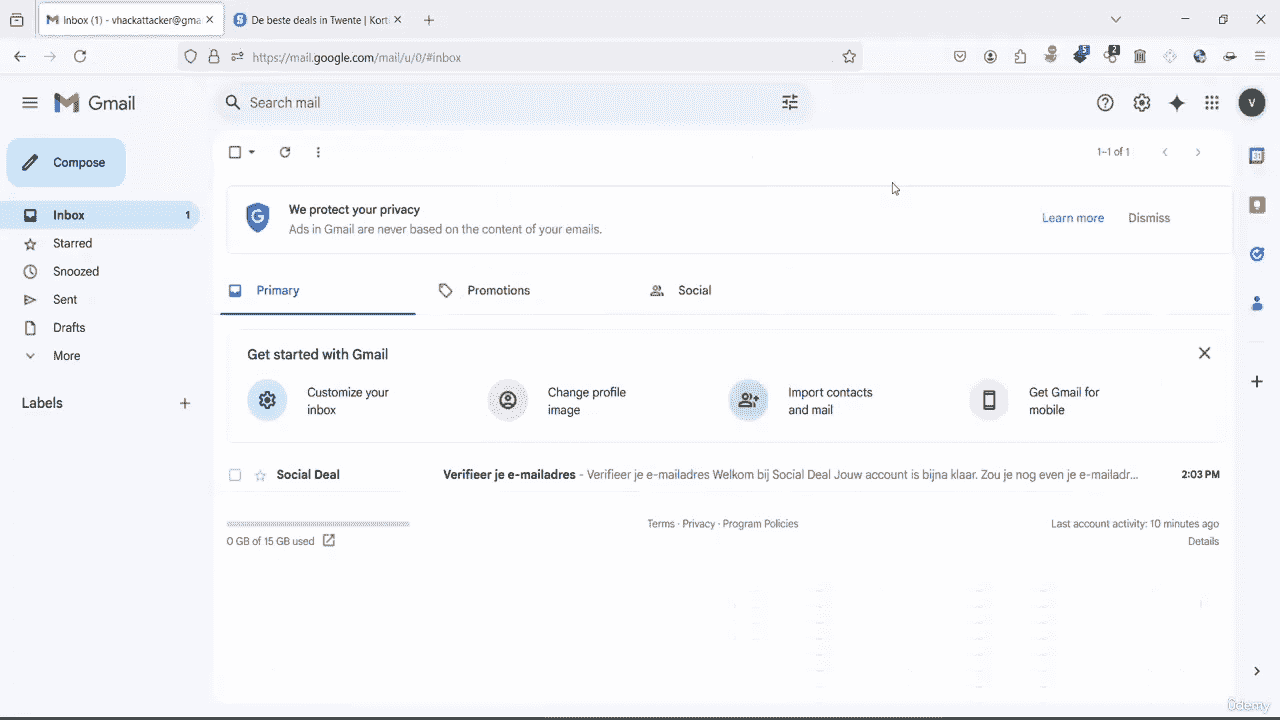 Inbox (1) - vhackattacker@gma
De beste deals in Twente | Kort
https://mail.google.com/mail/u/0/#inbox
5
2
Gmail
Search mail
V
Compose
1–1 of 1
31
Inbox 1
Starred
Snoozed
Sent
Drafts
More
Labels
We protect your privacy
Ads in Gmail are never based on the content of your emails.
Learn more
Dismiss
Primary
Promotions
Social
Get started with Gmail
Customize your
inbox
Change profile
image
Import contacts
and mail
Get Gmail for
mobile
Social Deal Verifieer je e-mailadres - Verifieer je e-mailadres Welkom bij Social Deal Jouw account is bijna klaar. Zou je nog even je e-mailadr... 2:03 PM
0 GB of 15 GB used
Terms · Privacy · Program Policies
Last account activity: 10 minutes ago
Details
Udemy